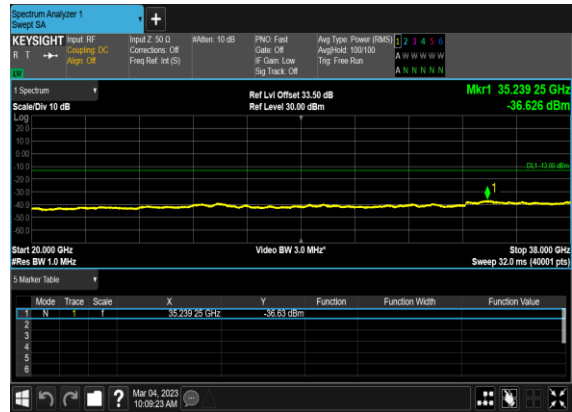 Spectrum Analyzer 1
Swept SA
+
KEYSIGHT Input: RF Input Z: 50 Ω #Atten: 10 dB PNO: Fast Avg Type: Power (RMS) 1 2 3 4 5 6
R T Coupling: DC Corrections: Off Gate: Off Avg|Hold: 100/100 A W W W W W
Align: Off Freq Ref: Int (S) IF Gain: Low Trig: Free Run
Sig Track: Off A N N N N N
1 Spectrum
Ref Lvl Offset 33.50 dB Mkr1 35.239 25 GHz
Scale/Div 10 dB Ref Level 30.00 dBm -36.626 dBm
Log
20.0
10.0
0.00
-10.0
DL1 -13.00 dBm
-20.0
-30.0
1
-40.0
-50.0
-60.0
Start 20.000 GHz Video BW 3.0 MHz* Stop 38.000 GHz
#Res BW 1.0 MHz Sweep 32.0 ms (40001 pts)
5 Marker Table
Mode Trace Scale X Y Function Function Width Function Value
1 N 1 f 35.239 25 GHz -36.63 dBm
2
3
4
5
6
? Mar 04, 2023
10:09:23 AM